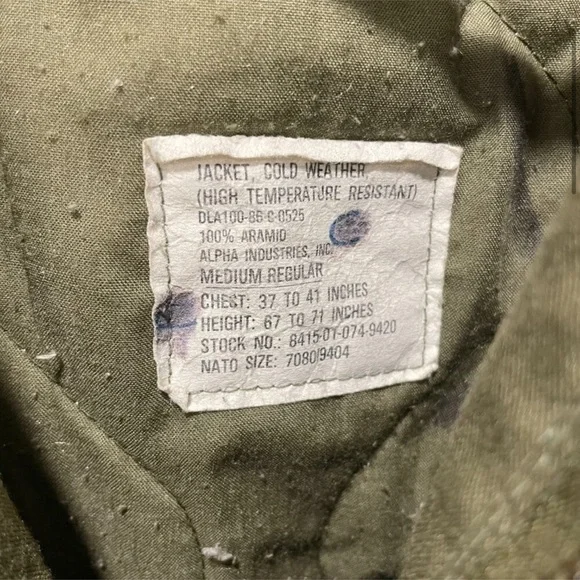 JACKET, COLD WEATHER
(HIGH TEMPERATURE RESISTANT)
DLA100-86-C-0525
100% ARAMID
ALPHA INDUSTRIES, INC.
MEDIUM REGULAR
CHEST: 37 TO 41 INCHES
HEIGHT: 67 TO 71 INCHES
STOCK NO.: 8415-01-074-9420
NATO SIZE: 7080/9404